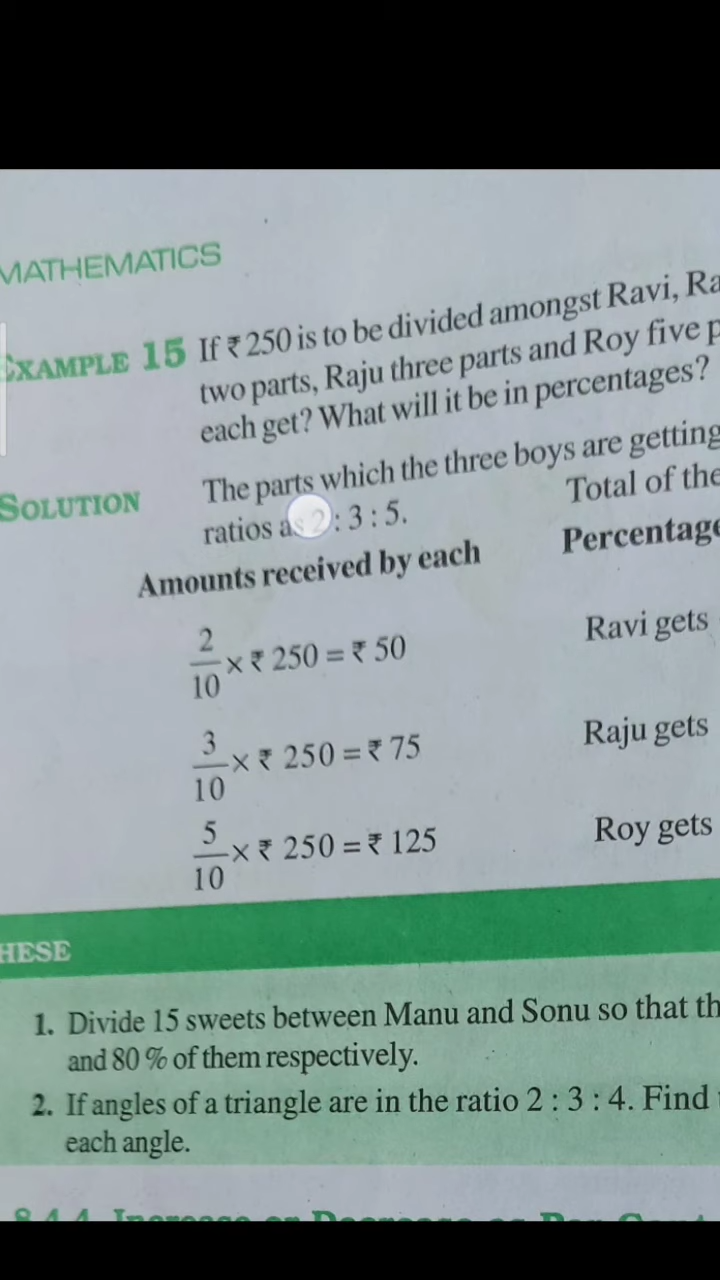 MATHEMATICS
EXAMPLE 15 If ₹ 250 is to be divided amongst Ravi,
two parts, Raju three parts and Roy five
each get? What will it be in percentages?
SOLUTION The parts which the three boys are getting
ratios as 2 : 3 : 5. Total of the
Amounts received by each Percentage
2/10 × ₹ 250 = ₹ 50 Ravi gets
3/10 × ₹ 250 = ₹ 75 Raju gets
5/10 × ₹ 250 = ₹ 125 Roy gets
HESE
1. Divide 15 sweets between Manu and Sonu so that
and 80 % of them respectively.
2. If angles of a triangle are in the ratio 2 : 3 : 4. Find
each angle.